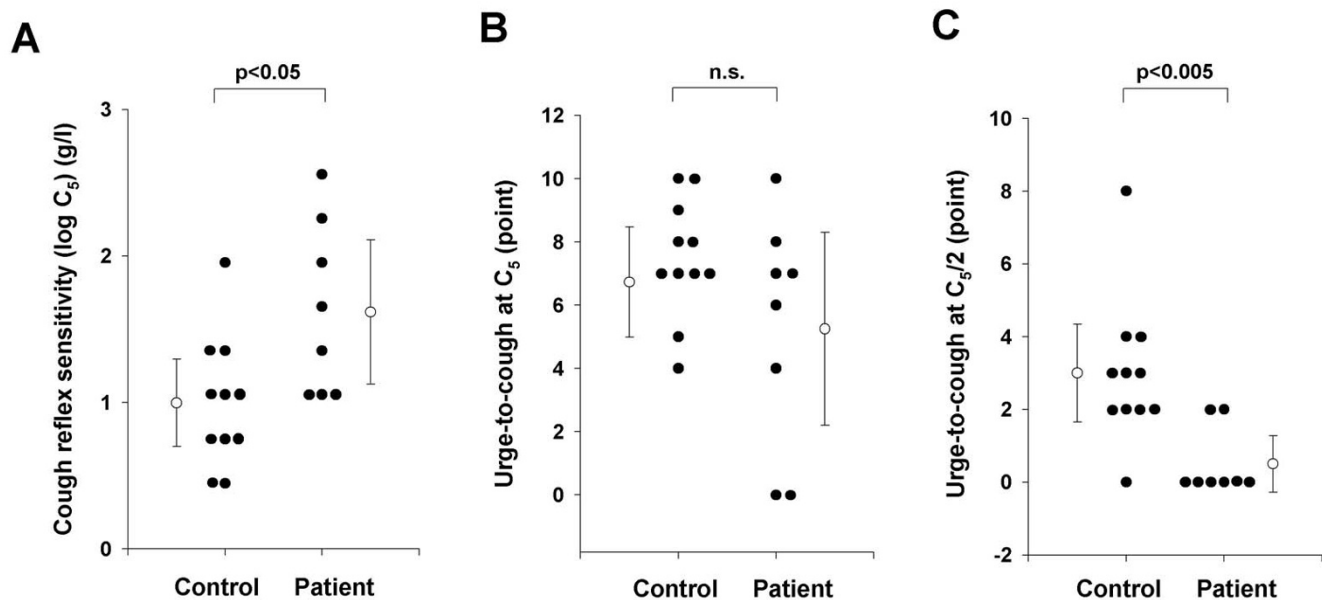 A
p<0.05
Cough reflex sensitivity (log C5) (g/l)
3
2
1
0
Control Patient
B
n.s.
Urge-to-cough at C5 (point)
12
10
8
6
4
2
0
Control Patient
C
p<0.005
Urge-to-cough at C5/2 (point)
10
8
6
4
2
0
-2
Control Patient